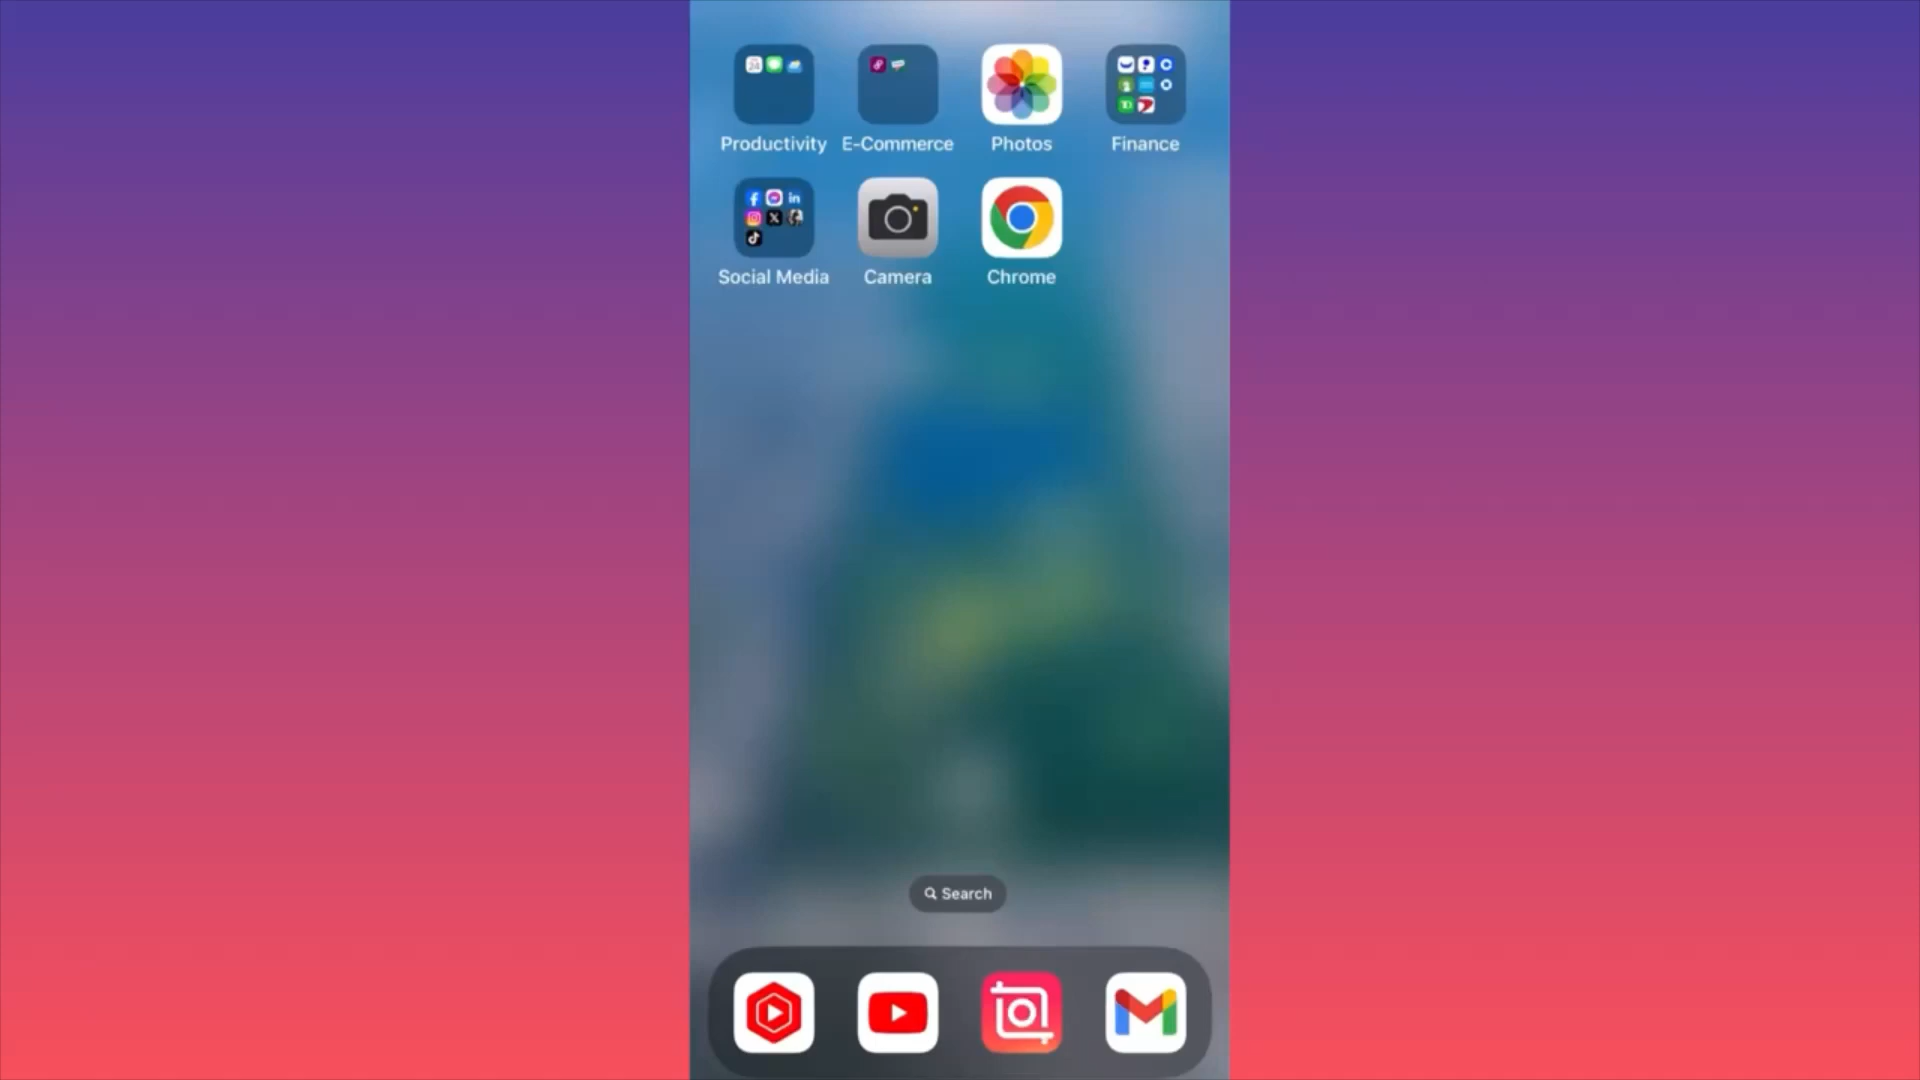 Productivity E-Commerce Photos Finance
Social Media Camera Chrome
Search